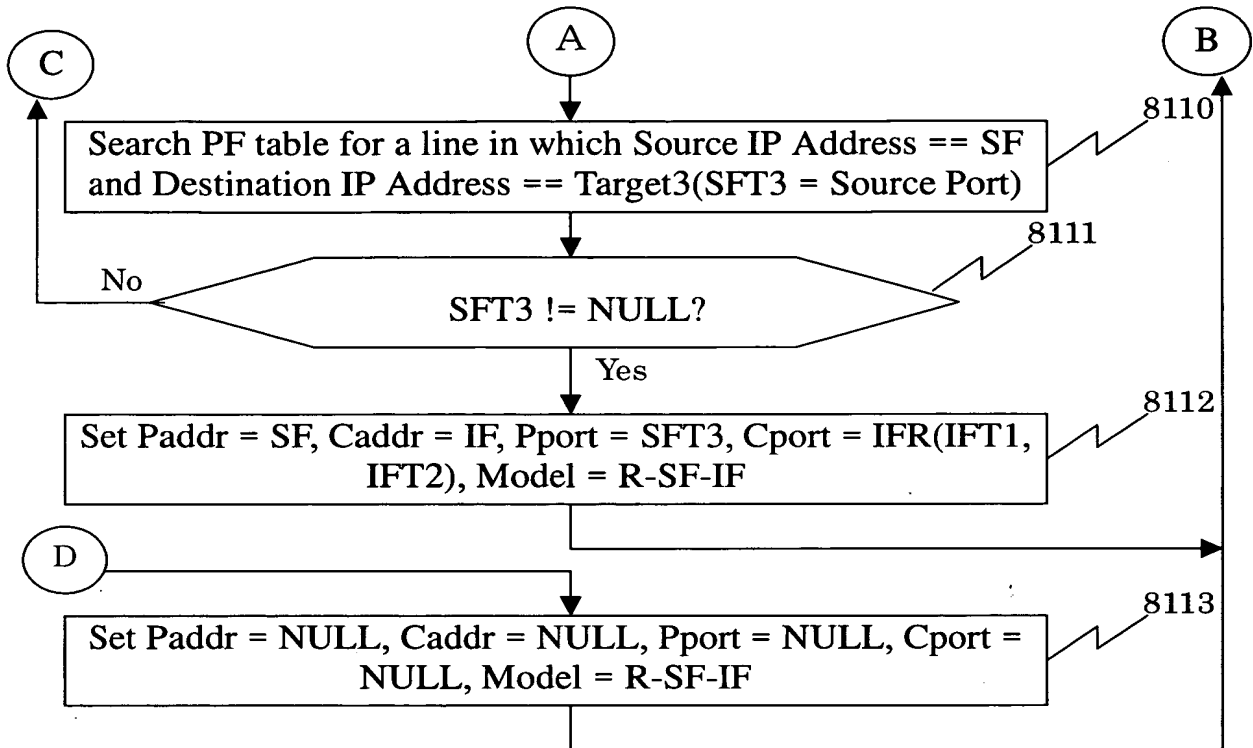 C
A
B
8110
Search PF table for a line in which Source IP Address == SF
and Destination IP Address == Target3(SFT3 = Source Port)
8111
No
SFT3 != NULL?
Yes
8112
Set Paddr = SF, Caddr = IF, Pport = SFT3, Cport = IFR(IFT1,
IFT2), Model = R-SF-IF
D
8113
Set Paddr = NULL, Caddr = NULL, Pport = NULL, Cport =
NULL, Model = R-SF-IF